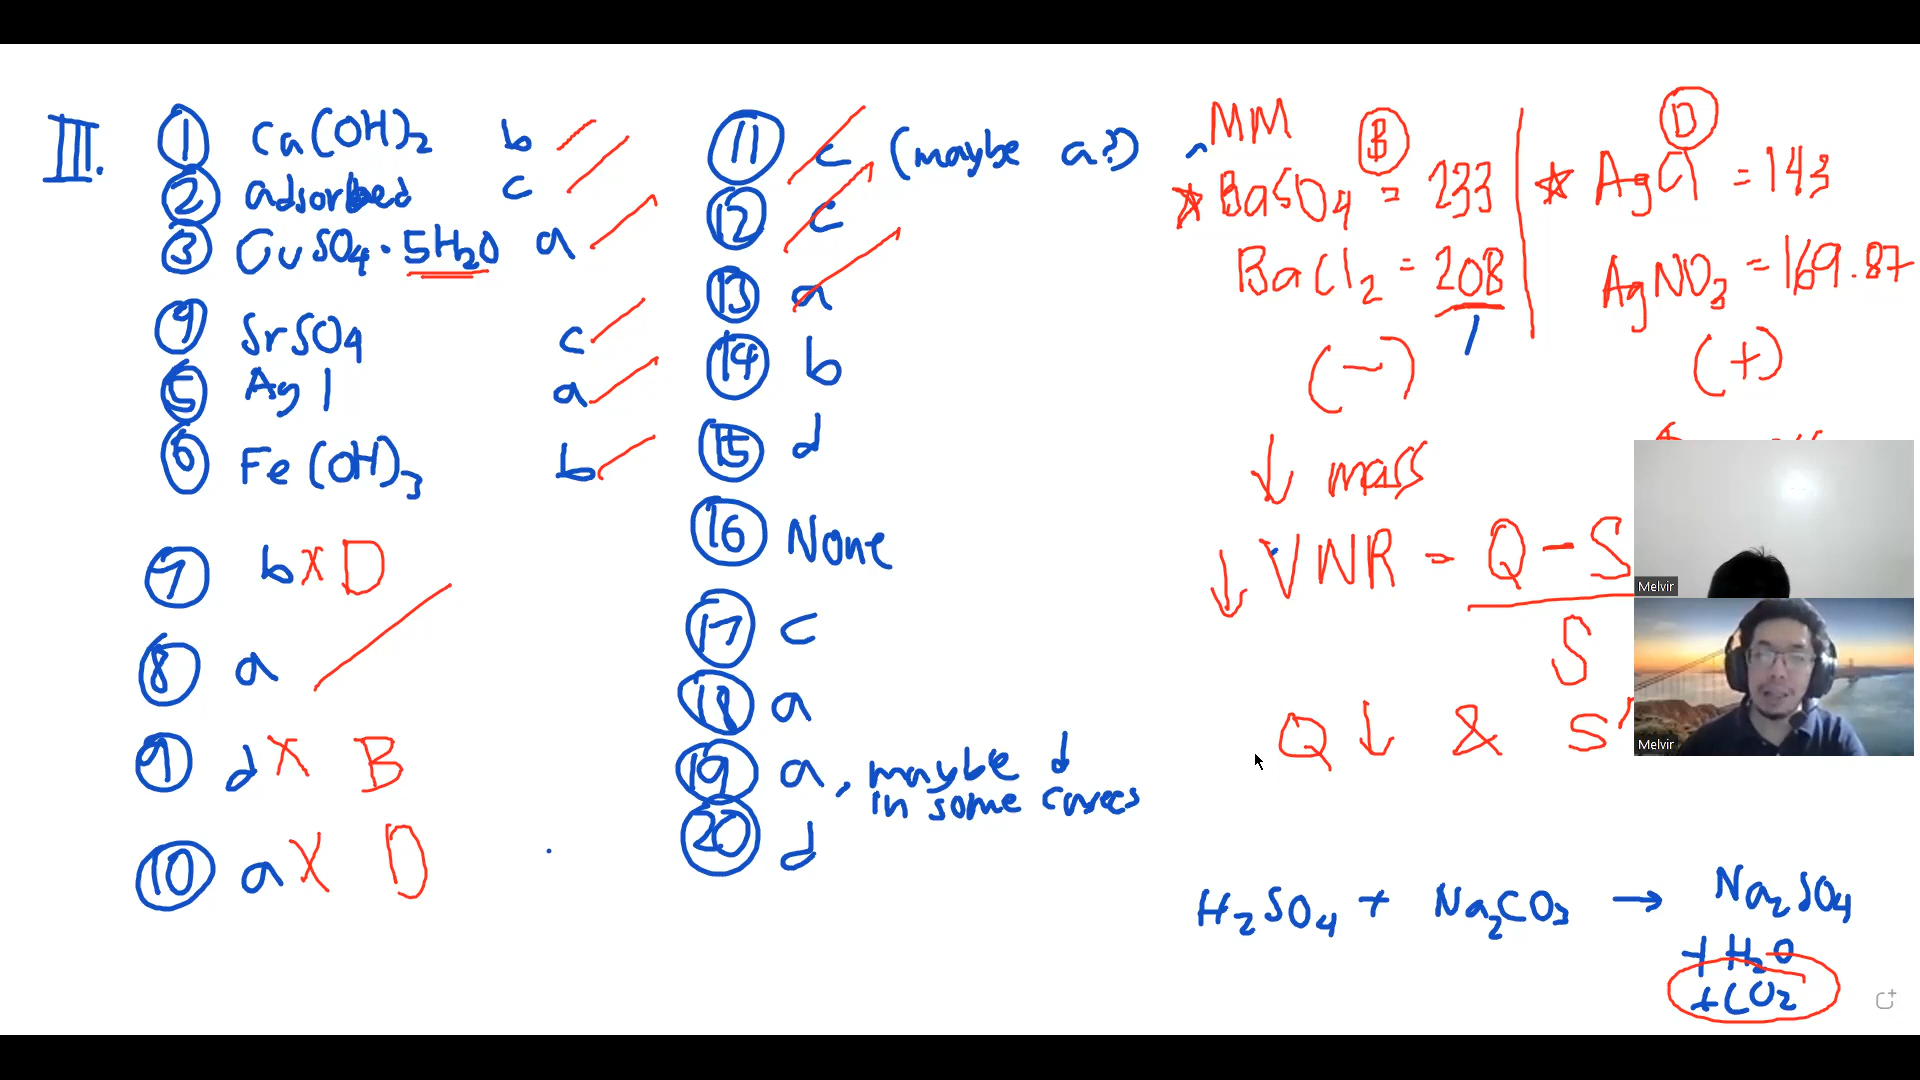 III.
① Ca(OH)2 b
② adsorbed c
③ CuSO4 · 5H2O a
④ SrSO4 c
⑤ AgI a
⑥ Fe(OH)3 b
⑦ b X D
⑧ a
⑨ d X B
⑩ a X D
⑪ c (maybe a?)
⑫ c
⑬ a
⑭ b
⑮ d
⑯ None
⑰ c
⑱ a
⑲ a, maybe d
in some cases
⑳ d
MM
B
BaSO4 = 233
BaCl2 = 208
(-)
↓ mass
↓ VNR = Q - S
S
Q ↓ & S
D
AgCl = 143
AgNO3 = 169.87
(+)
Melvir
Melvir
H2SO4 + Na2CO3 → Na2SO4
+ H2O
+ CO2